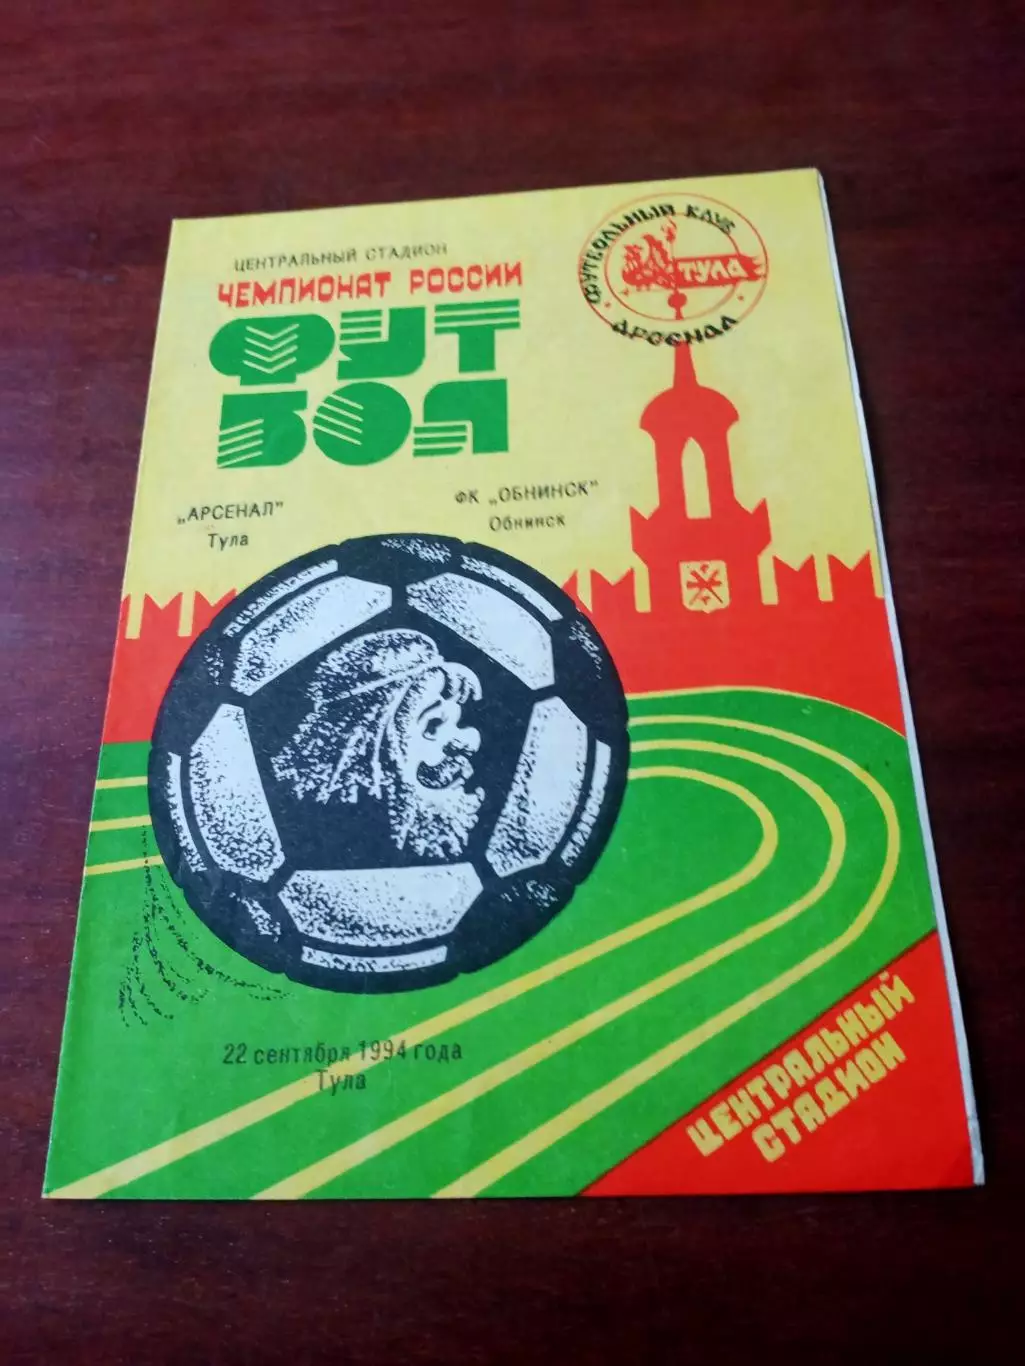 ЦЕНТРАЛЬНЫЙ СТАДИОН
ЧЕМПИОНАТ РОССИИ
ФУТ
БОЛ
ФУТБОЛЬНЫЙ КЛУБ
ТУЛА
АРСЕНАЛ
„АРСЕНАЛ"
Тула
ФК „ОБНИНСК"
Обнинск
22 сентября 1994 года
Тула
ЦЕНТРАЛЬНЫЙ
СТАДИОН